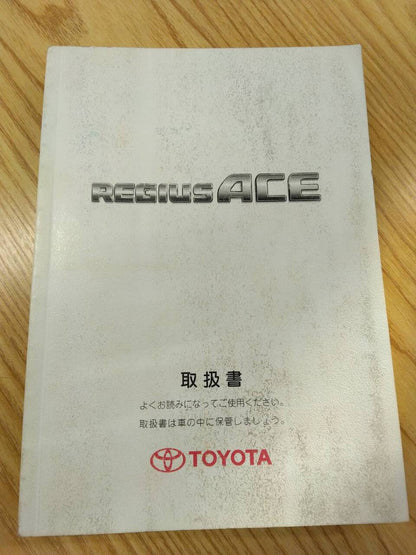 REGIUS ACE
取扱書
よくお読みになってご使用ください。
取扱書は車の中に保管しましょう。
TOYOTA